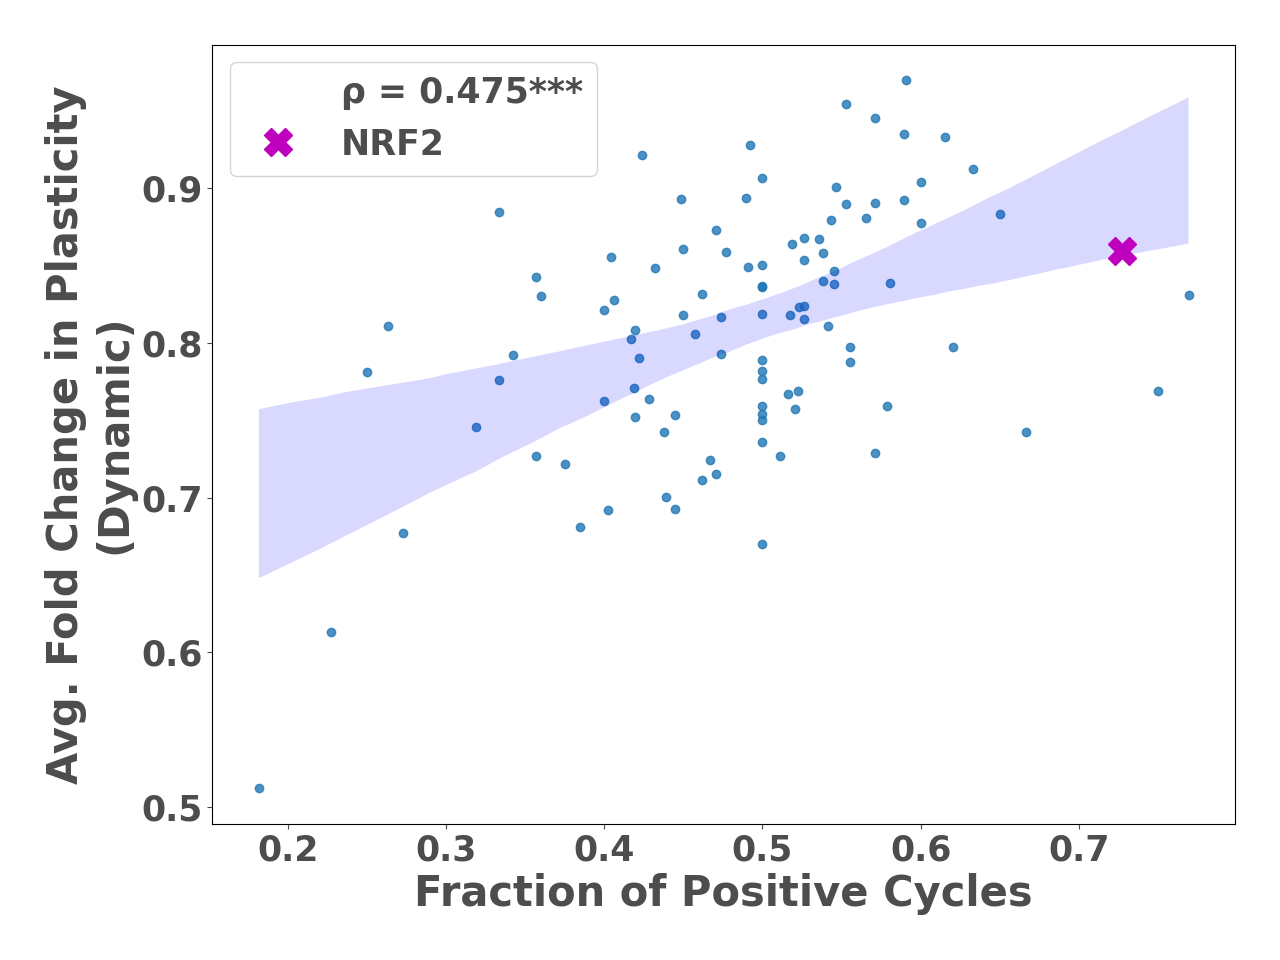 ρ = 0.475***
NRF2
Avg. Fold Change in Plasticity
(Dynamic)
0.9
0.8
0.7
0.6
0.5
0.2 0.3 0.4 0.5 0.6 0.7
Fraction of Positive Cycles